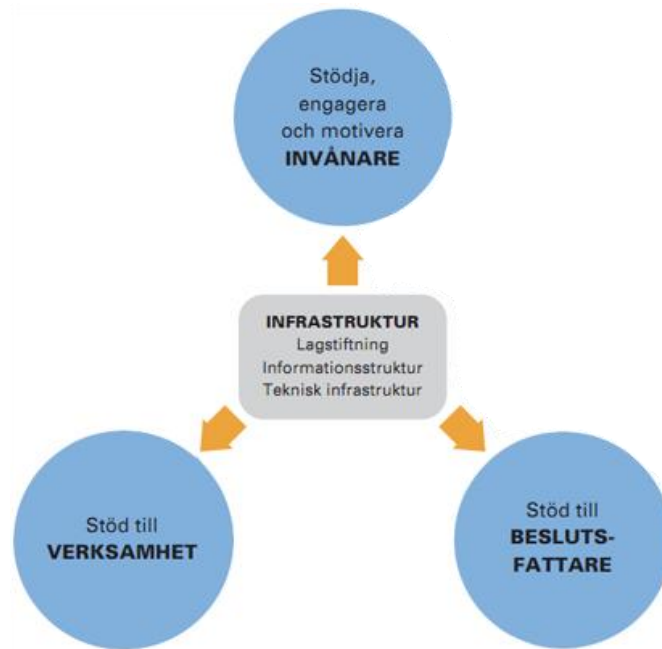 Stödja,
engagera
och motivera
INVÅNARE
INFRASTRUKTUR
Lagstiftning
Informationsstruktur
Teknisk infrastruktur
Stöd till
VERKSAMHET
Stöd till
BESLUTS-
FATTARE